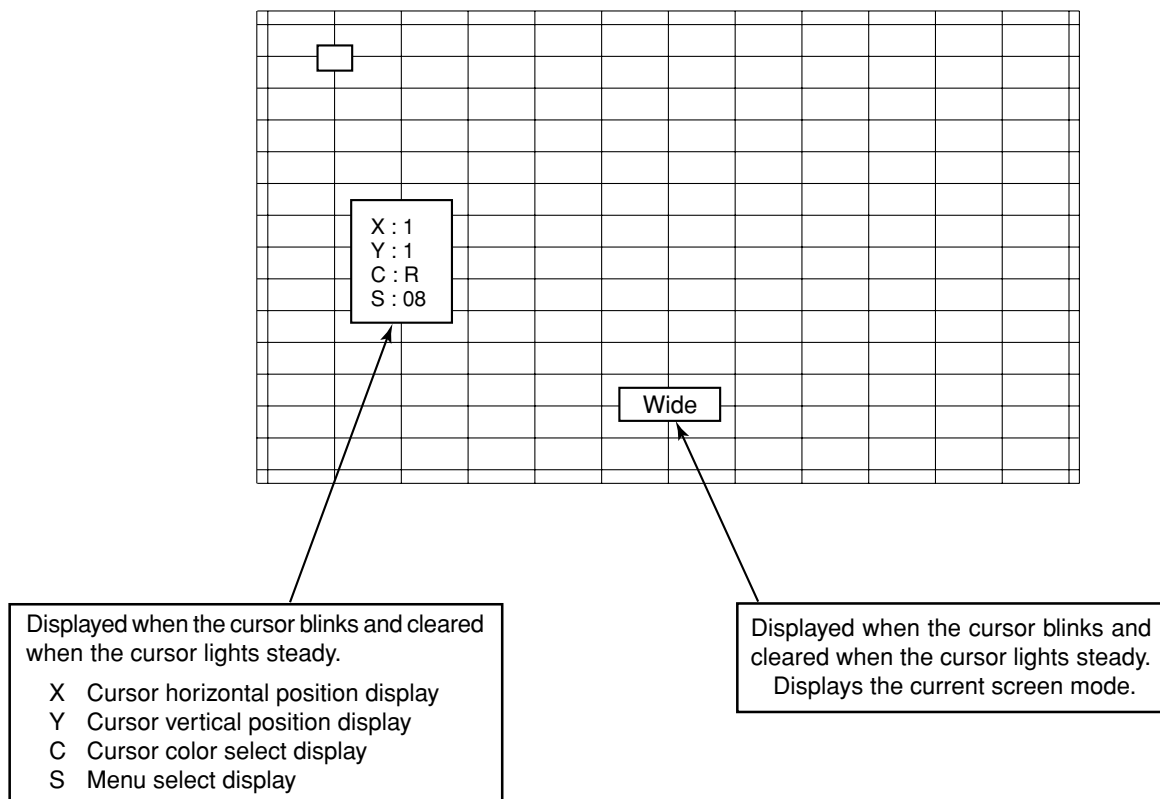 X : 1
Y : 1
C : R
S : 08
Wide
Displayed when the cursor blinks and cleared
when the cursor lights steady.
X Cursor horizontal position display
Y Cursor vertical position display
C Cursor color select display
S Menu select display
Displayed when the cursor blinks and
cleared when the cursor lights steady.
Displays the current screen mode.